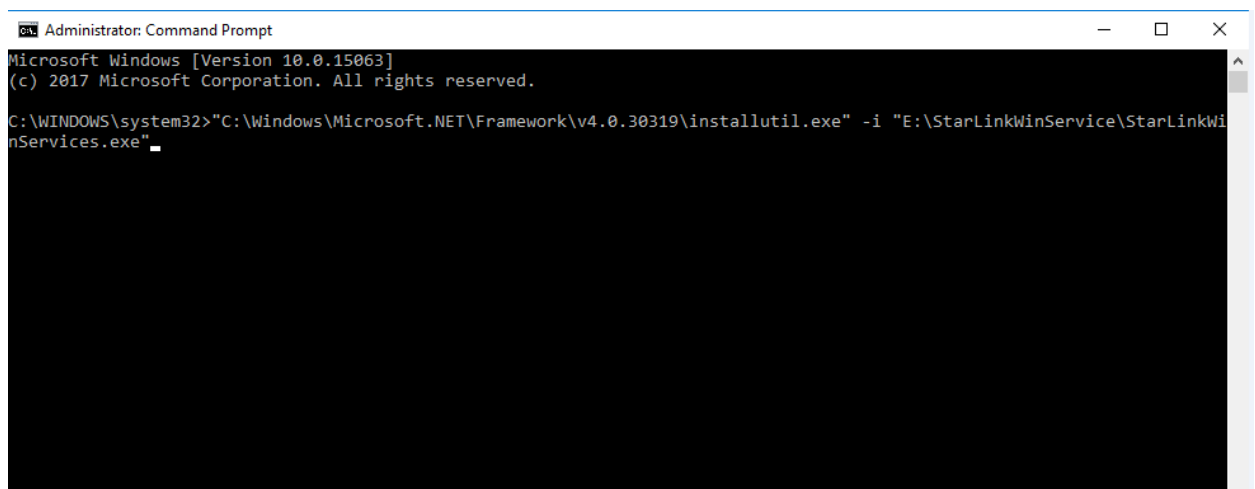 Administrator: Command Prompt
Microsoft Windows [Version 10.0.15063]
(c) 2017 Microsoft Corporation. All rights reserved.
C:\WINDOWS\system32>"C:\Windows\Microsoft.NET\Framework\v4.0.30319\installutil.exe" -i "E:\StarLinkWinService\StarLinkWi
nServices.exe"